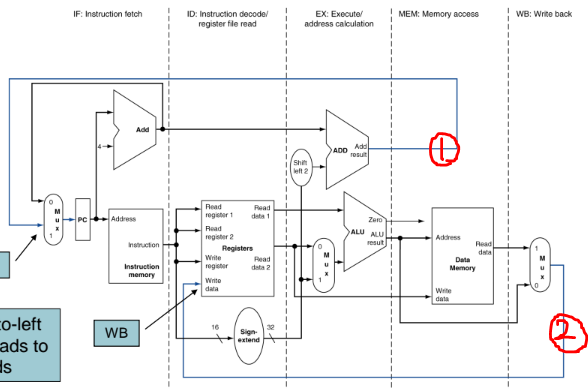 IF: Instruction fetch
ID: Instruction decode/
register file read
EX: Execute/
address calculation
MEM: Memory access
WB: Write back
Add
4
ADD
Add
result
Shift
left 2
1
0
M
u
x
1
PC
Address
Instruction
Instruction
memory
Read
register 1
Read
data 1
Read
register 2
Registers
Write
register
Read
data 2
Write
data
0
M
u
x
1
Zero
ALU
ALU
result
Address
Read
data
Data
Memory
Write
data
1
M
u
x
0
16
Sign-
extend
32
2
WB
to-left
ads to
ds